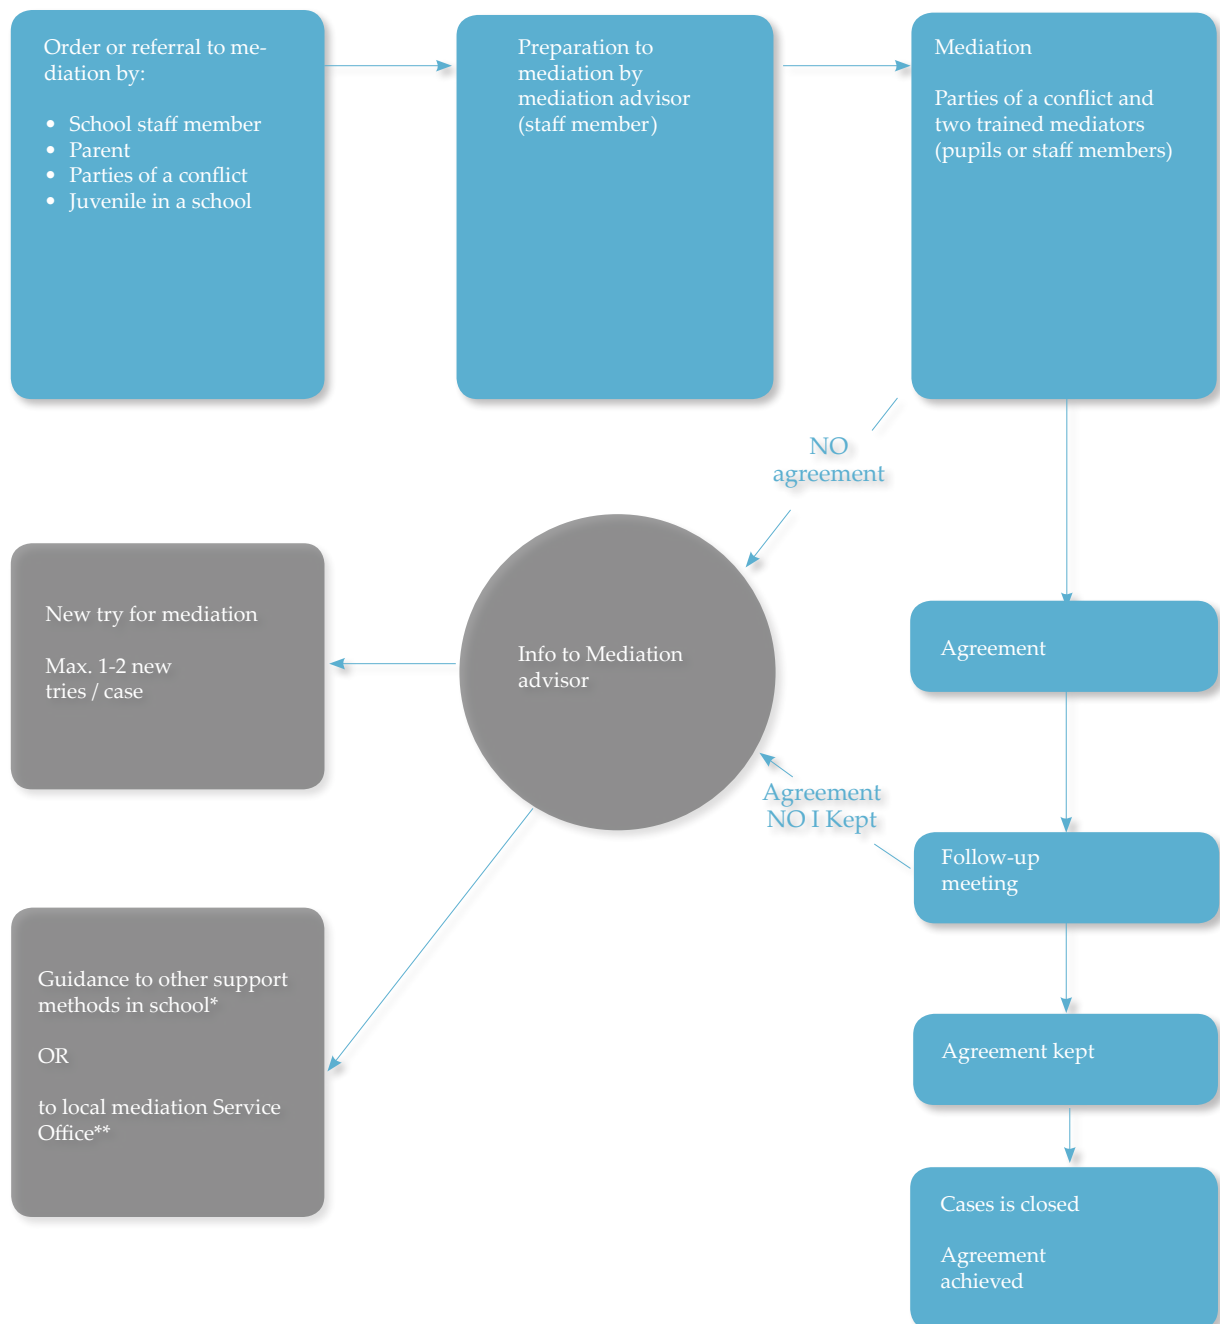 Order or referral to me-
diation by:
• School staff member
• Parent
• Parties of a conflict
• Juvenile in a school
Preparation to
mediation by
mediation advisor
(staff member)
Mediation
Parties of a conflict and
two trained mediators
(pupils or staff members)
NO
agreement
New try for mediation
Max. 1-2 new
tries / case
Info to Mediation
advisor
Agreement
Agreement
NO I Kept
Follow-up
meeting
Guidance to other support
methods in school*
OR
to local mediation Service
Office**
Agreement kept
Cases is closed
Agreement
achieved